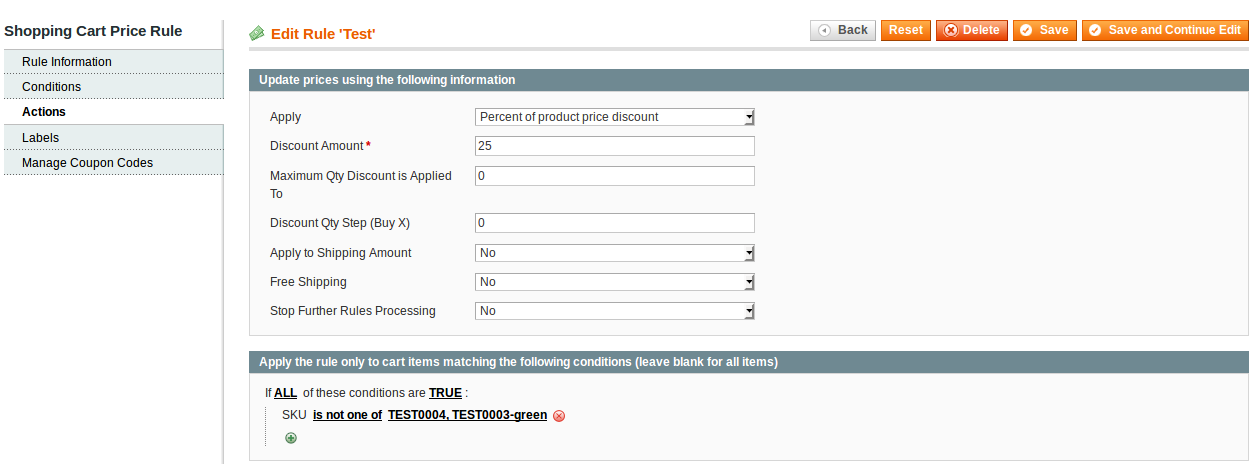 Shopping Cart Price Rule
Rule Information
Conditions
Actions
Labels
Manage Coupon Codes
Edit Rule 'Test'
Back Reset Delete Save Save and Continue Edit
Update prices using the following information
Apply Percent of product price discount
Discount Amount * 25
Maximum Qty Discount is Applied
To 0
Discount Qty Step (Buy X) 0
Apply to Shipping Amount No
Free Shipping No
Stop Further Rules Processing No
Apply the rule only to cart items matching the following conditions (leave blank for all items)
If ALL of these conditions are TRUE :
SKU is not one of TEST0004, TEST0003-green